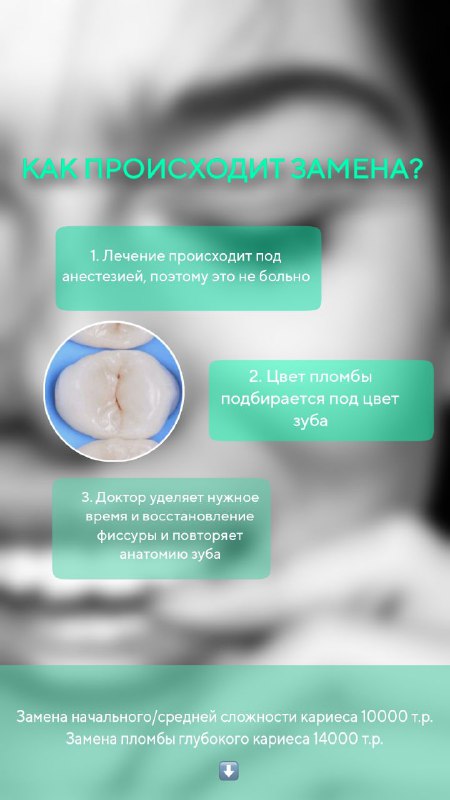 КАК ПРОИСХОДИТ ЗАМЕНА?
1. Лечение происходит под
анестезией, поэтому это не больно
2. Цвет пломбы
подбирается под цвет
зуба
3. Доктор уделяет нужное
время и восстановление
фиссуры и повторяет
анатомию зуба
Замена начального/средней сложности кариеса 10000 т.р.
Замена пломбы глубокого кариеса 14000 т.р.